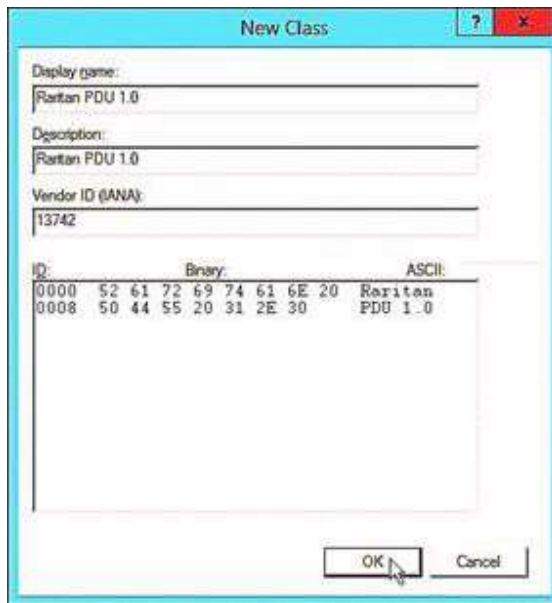 New Class
?
x
Display name:
Raritan PDU 1.0
Description:
Raritan PDU 1.0
Vendor ID (IANA):
13742
ID: Binary: ASCII:
0000 52 61 72 69 74 61 6E 20 Raritan
0008 50 44 55 20 31 2E 30 PDU 1.0
OK Cancel